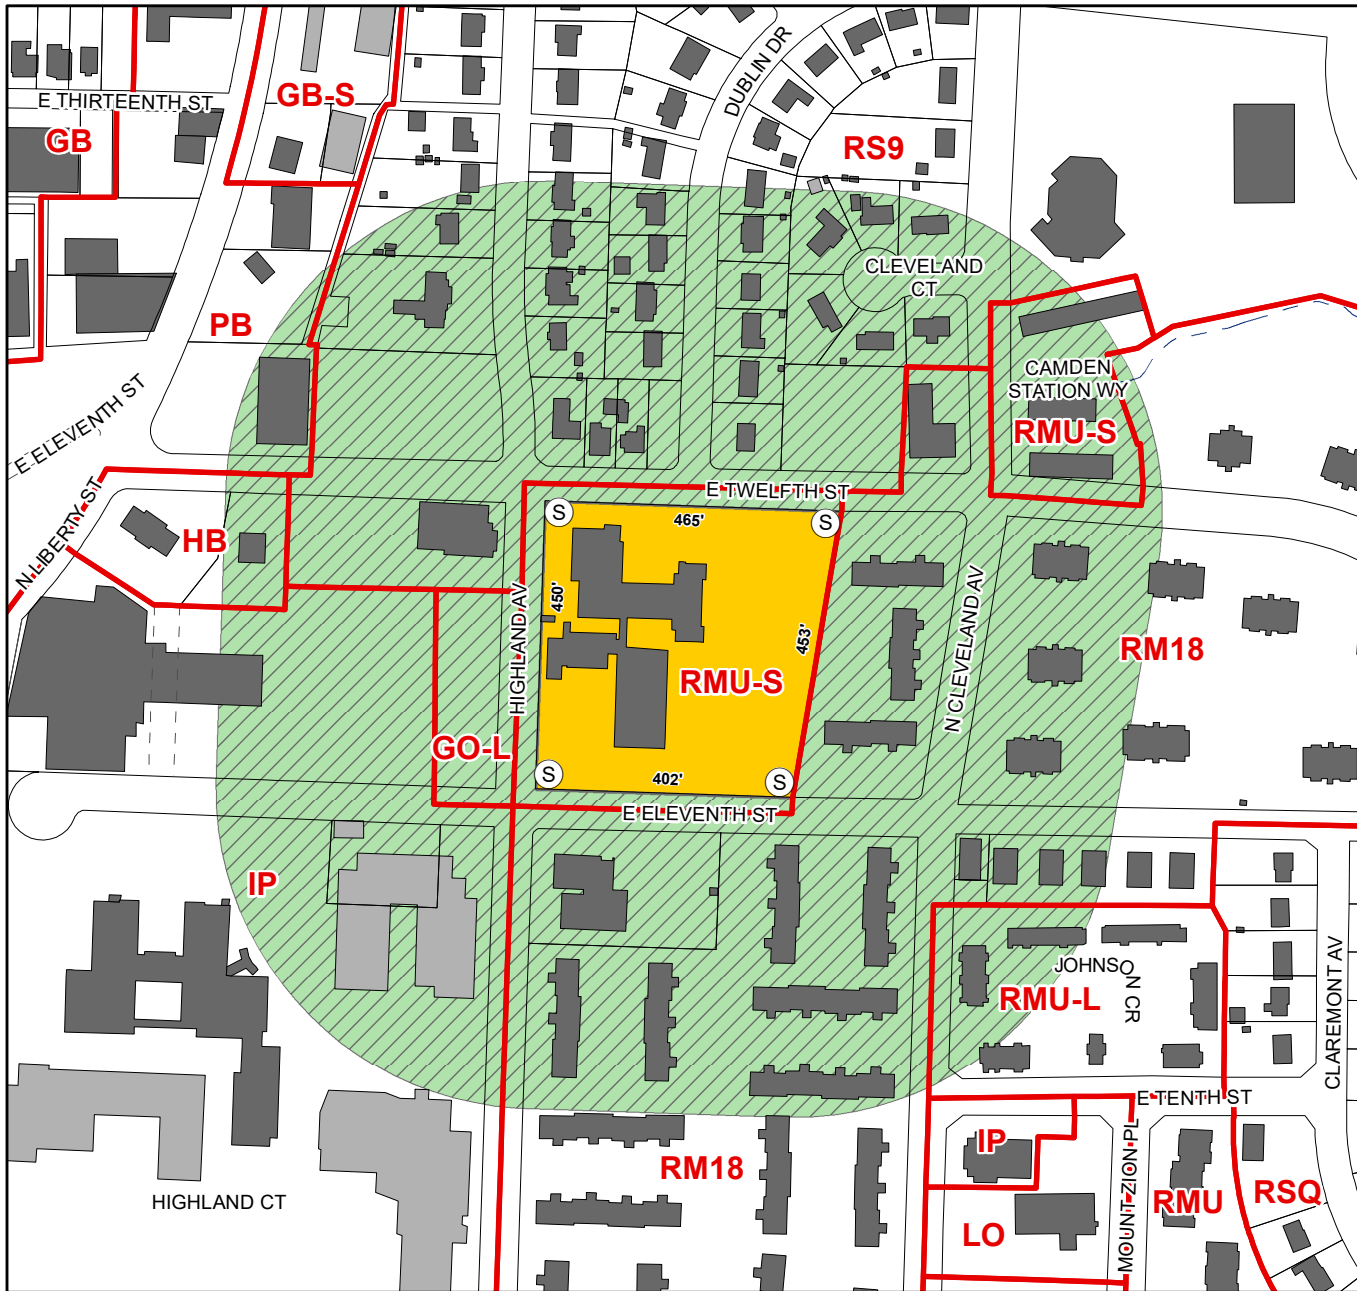 DUBLIN DR
GB-S
E THIRTEENTH ST
GB
RS9
CLEVELAND
CT
PB
CAMDEN
STATION WY
RMU-S
E ELEVENTH ST
N LIBERTY ST
HB
E TWELFTH ST
S
465'
S
450'
HIGHLAND AV
453'
N CLEVELAND AV
RM18
RMU-S
GO-L
S
402'
S
E ELEVENTH ST
IP
JOHNSON CR
RMU-L
CLAREMONT AV
E TENTH ST
IP
MOUNT ZION PL
RM18
HIGHLAND CT
RMU
RSQ
LO